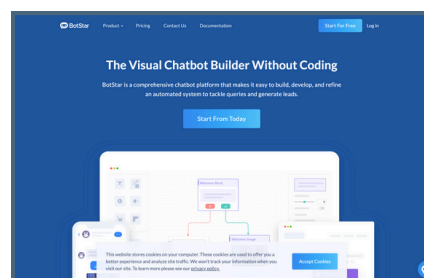 BotStar
Product
Pricing
Contact Us
Documentation
Start For Free
Log in
The Visual Chatbot Builder Without Coding
BotStar is a comprehensive chatbot platform that makes it easy to build, develop, and refine
an automated system to tackle queries and generate leads.
Start From Today
Welcome Block
This website stores cookies on your computer. These cookies are used to offer you a
better experience and analyze site traffic. We won't track your information when you
visit our site. To learn more please see our privacy policy.
Accept Cookies